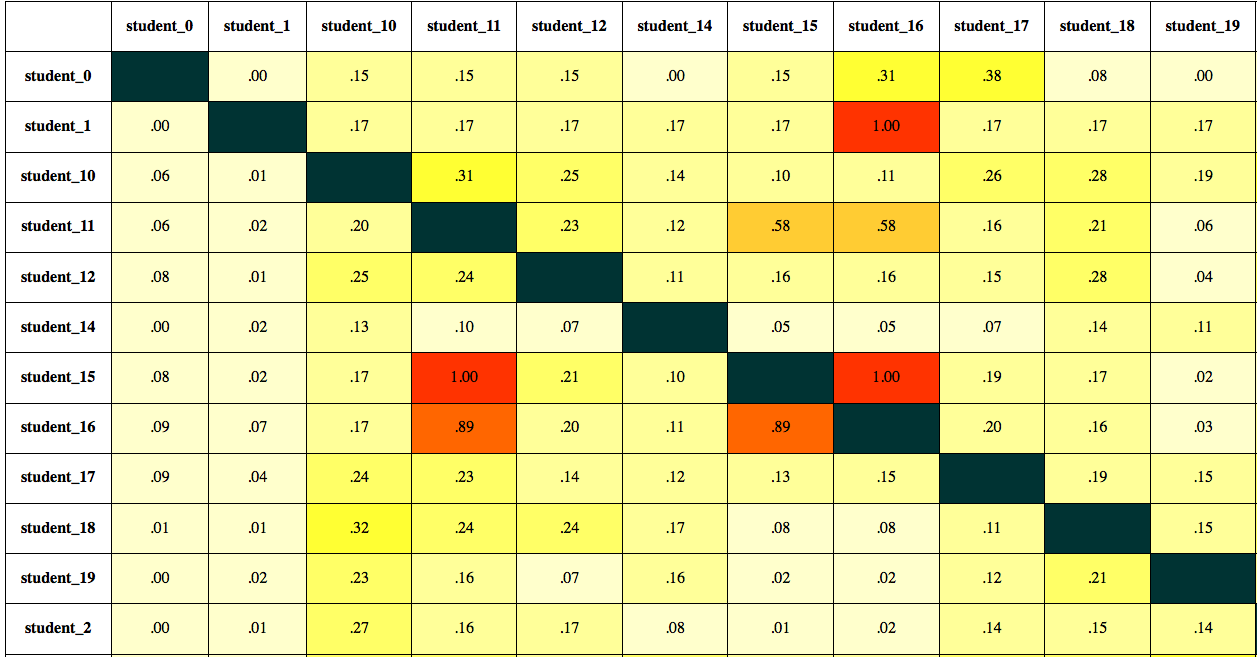 student_0 student_1 student_10 student_11 student_12 student_14 student_15 student_16 student_17 student_18 student_19
student_0 .00 .15 .15 .15 .00 .15 .31 .38 .08 .00
student_1 .00 .17 .17 .17 .17 .17 1.00 .17 .17 .17
student_10 .06 .01 .31 .25 .14 .10 .11 .26 .28 .19
student_11 .06 .02 .20 .23 .12 .58 .58 .16 .21 .06
student_12 .08 .01 .25 .24 .11 .16 .16 .15 .28 .04
student_14 .00 .02 .13 .10 .07 .05 .05 .07 .14 .11
student_15 .08 .02 .17 1.00 .21 .10 1.00 .19 .17 .02
student_16 .09 .07 .17 .89 .20 .11 .89 .20 .16 .03
student_17 .09 .04 .24 .23 .14 .12 .13 .15 .19 .15
student_18 .01 .01 .32 .24 .24 .17 .08 .08 .11 .15
student_19 .00 .02 .23 .16 .07 .16 .02 .02 .12 .21
student_2 .00 .01 .27 .16 .17 .08 .01 .02 .14 .15 .14